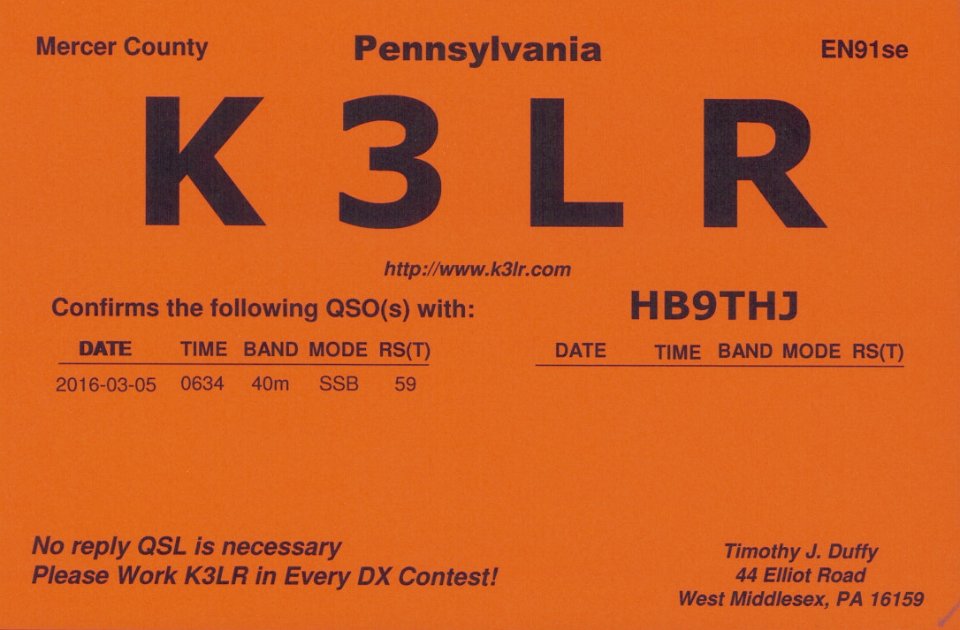 Mercer County Pennsylvania EN91se
K3LR
http://www.k3lr.com
Confirms the following QSO(s) with: HB9THJ
DATE TIME BAND MODE RS(T) DATE TIME BAND MODE RS(T)
2016-03-05 0634 40m SSB 59
No reply QSL is necessary
Please Work K3LR in Every DX Contest!
Timothy J. Duffy
44 Elliot Road
West Middlesex, PA 16159